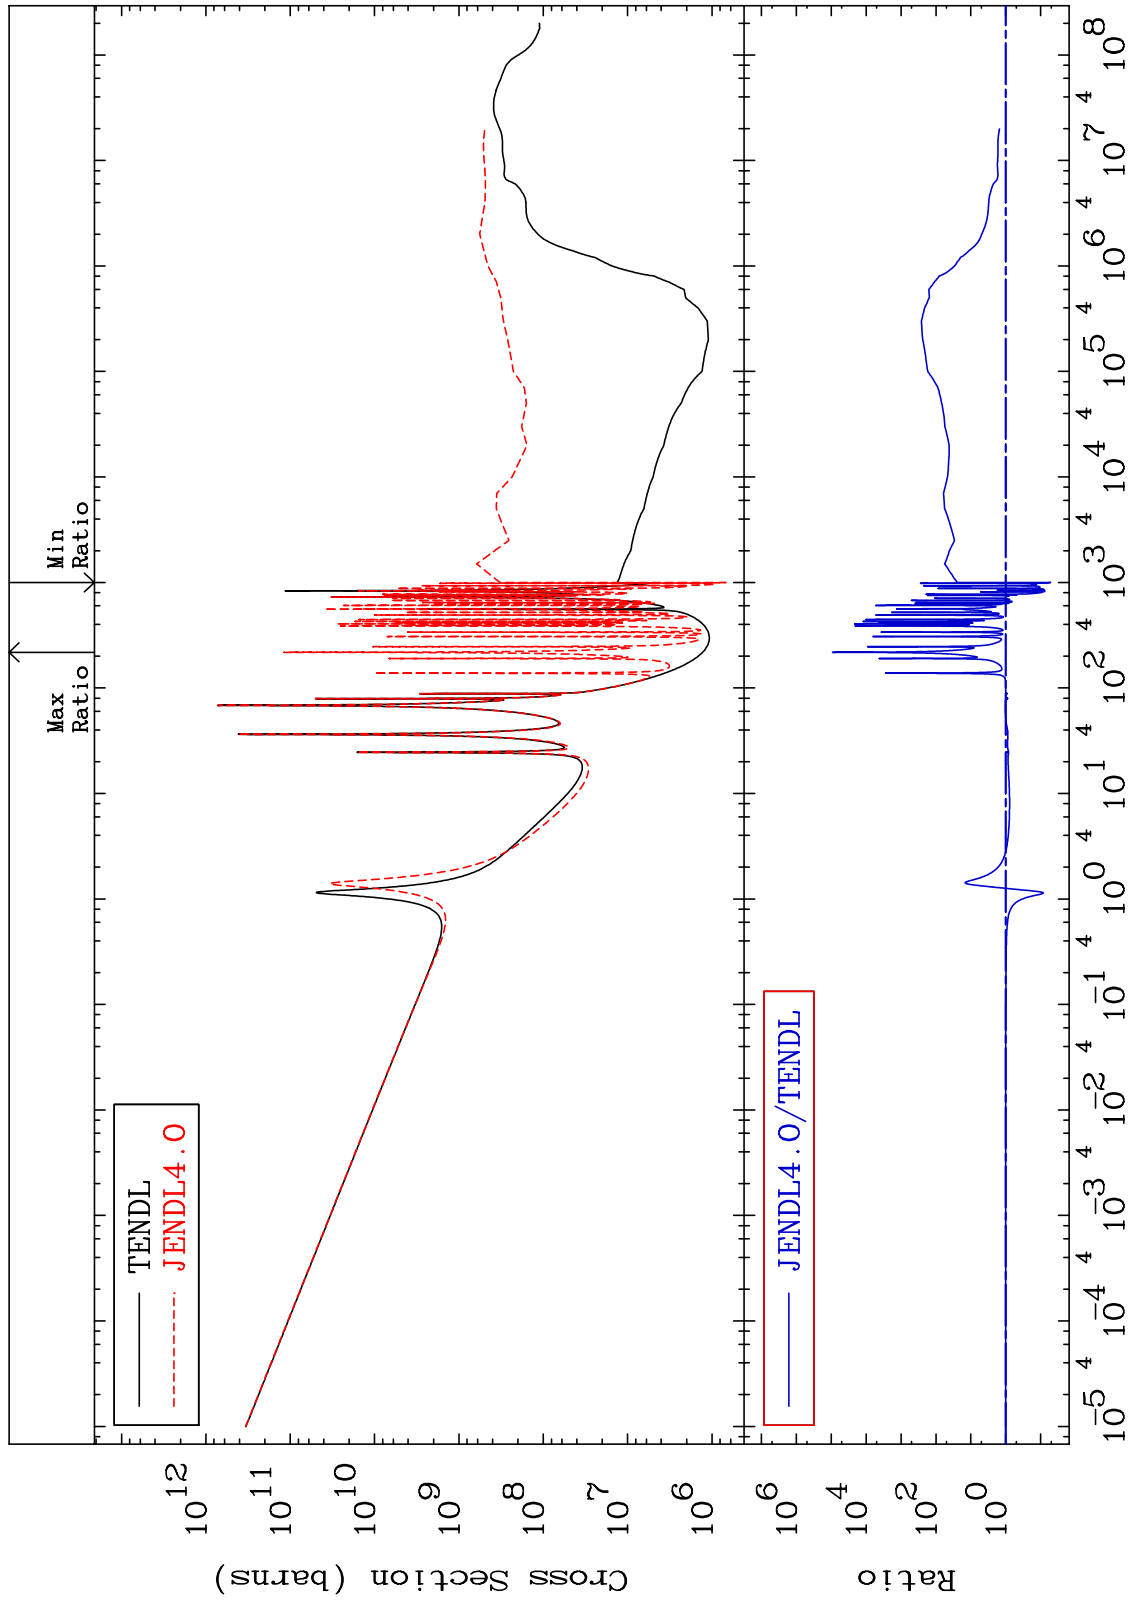 Max
Ratio
Min
Ratio
TENDL
JENDL4.0
10^12
10^11
10^10
10^9
10^8
10^7
10^6
Cross Section (barns)
JENDL4.0/TENDL
10^6
10^4
10^2
10^0
Ratio
10^-5 4 10^-4 4 10^-3 4 10^-2 4 10^-1 4 10^0 4 10^1 4 10^2 4 10^3 4 10^4 4 10^5 4 10^6 4 10^7 4 10^8